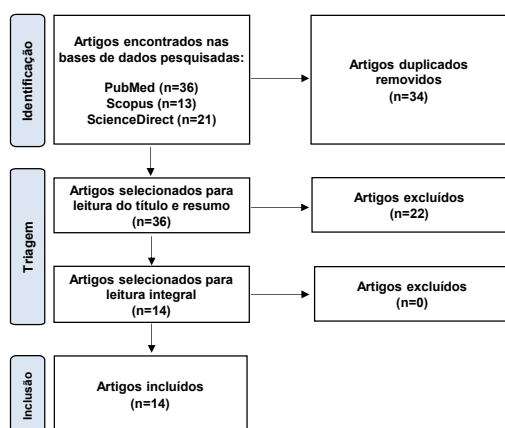 Identificação
Artigos encontrados nas
bases de dados pesquisadas:
PubMed (n=36)
Scopus (n=13)
ScienceDirect (n=21)
Artigos duplicados
removidos
(n=34)
Triagem
Artigos selecionados para
leitura do título e resumo
(n=36)
Artigos excluídos
(n=22)
Artigos selecionados para
leitura integral
(n=14)
Artigos excluídos
(n=0)
Inclusão
Artigos incluídos
(n=14)